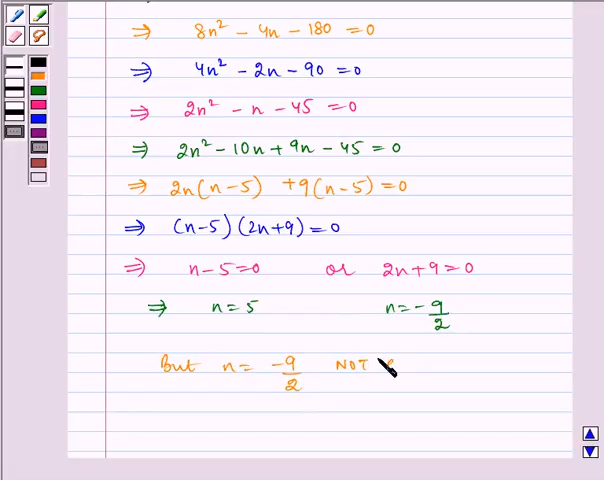 ⇒ 8n² - 4n - 180 = 0
⇒ 4n² - 2n - 90 = 0
⇒ 2n² - n - 45 = 0
⇒ 2n² - 10n + 9n - 45 = 0
⇒ 2n(n-5) +9(n-5) = 0
⇒ (n-5) (2n+9) = 0
⇒ n-5=0 or 2n+9=0
⇒ n=5 n=-9/2
But n = -9/2 NOT